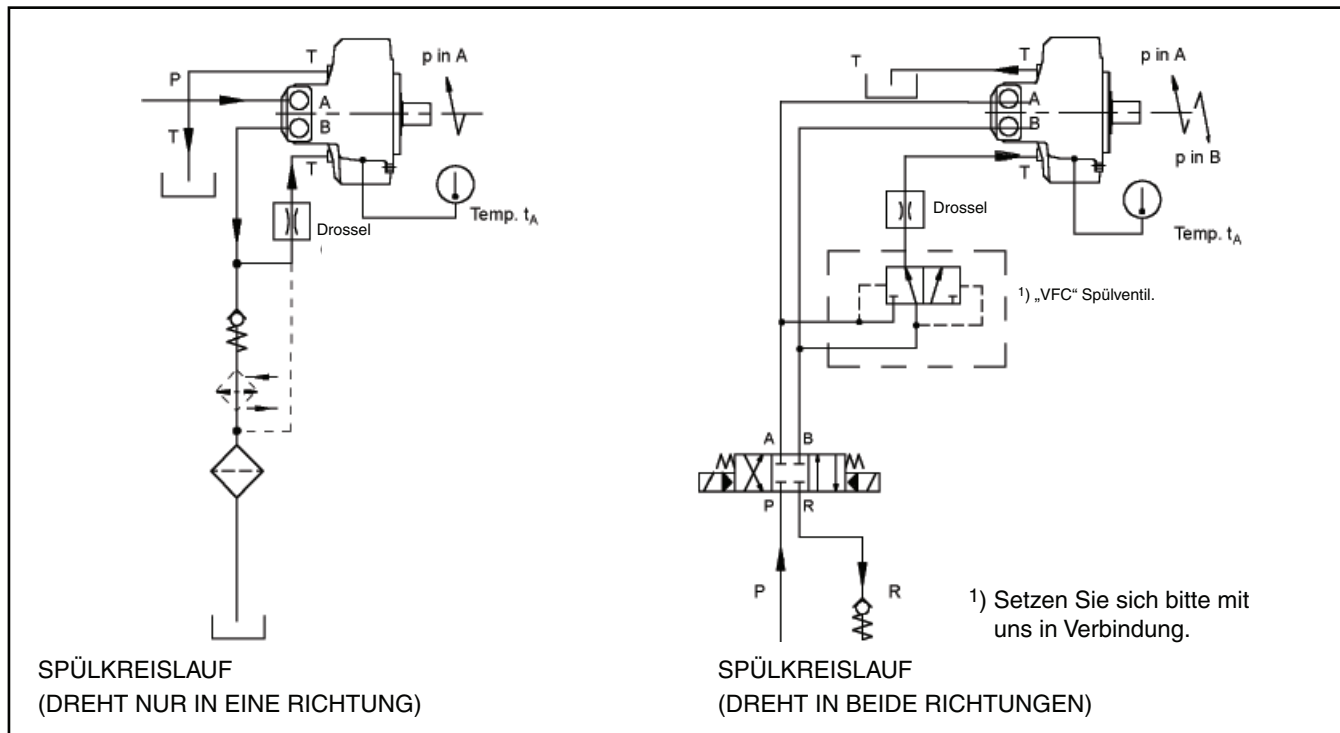 T
p in A
P
A
B
T
T
Temp. tA
Drossel
SPÜLKREISLAUF
(DREHT NUR IN EINE RICHTUNG)
T
T
p in A
A
B
p in B
T
Drossel
Temp. tA
1) „VFC“ Spülventil.
A B
P R
P
R
1) Setzen Sie sich bitte mit
uns in Verbindung.
SPÜLKREISLAUF
(DREHT IN BEIDE RICHTUNGEN)